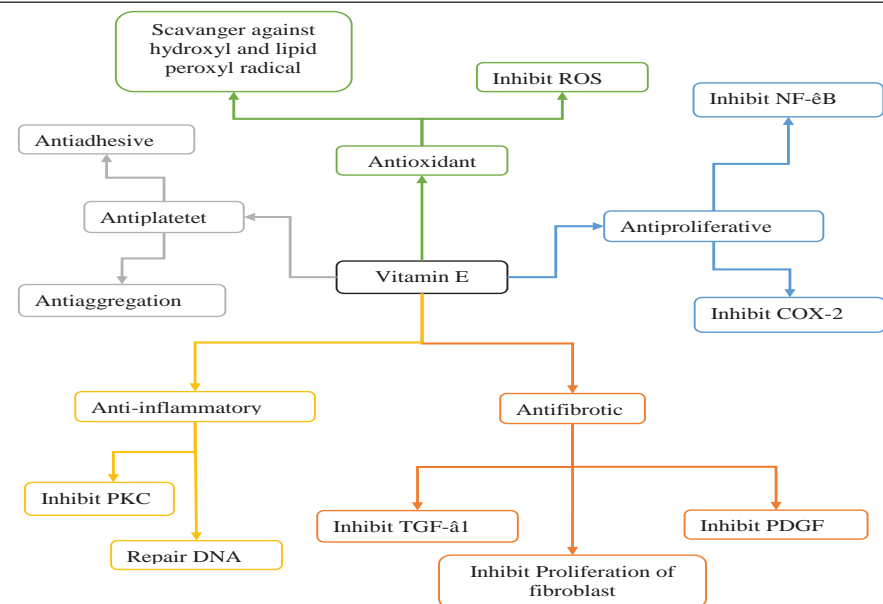 Scavanger against
hydroxyl and lipid
peroxyl radical
Inhibit ROS
Inhibit NF-êB
Antiadhesive
Antioxidant
Antiplatetet
Antiproliferative
Vitamin E
Antiaggregation
Inhibit COX-2
Anti-inflammatory
Antifibrotic
Inhibit PKC
Inhibit TGF-â1
Inhibit PDGF
Repair DNA
Inhibit Proliferation of
fibroblast